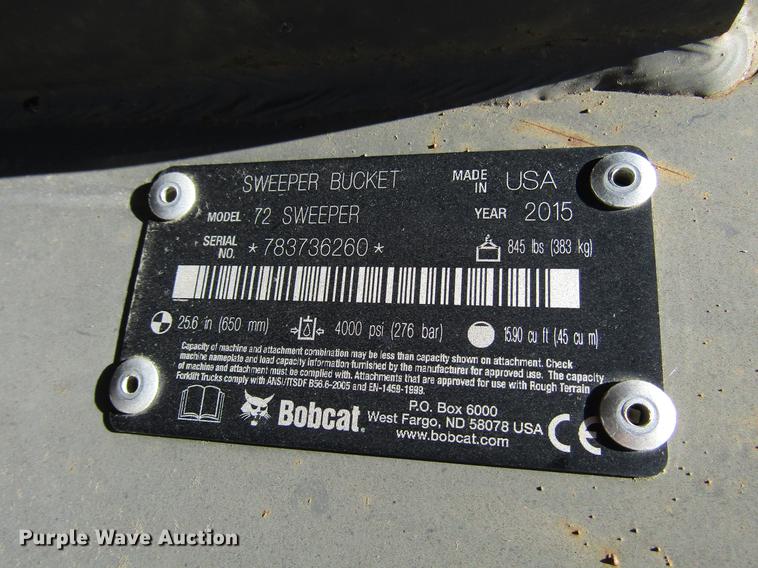 SWEEPER BUCKET MADE IN USA
MODEL 72 SWEEPER YEAR 2015
SERIAL NO. *783736260* 845 lbs (383 kg)
25.6 in (650 mm) 4000 psi (276 bar) 15.90 cu ft (.45 cu m)
Capacity of machine and attachment combination may be less than capacity shown on attachment. Check
machine nameplate and load capacity information furnished by the manufacturer for approved use. The capacity
of machine and attachment must be complied with. Attachments that are approved for use with Rough Terrain
Forklift Trucks comply with ANSI/ITSDF B56.6-2005 and EN-1459-1999.
Bobcat.
P.O. Box 6000
West Fargo, ND 58078 USA
www.bobcat.com
CE
Purple Wave Auction